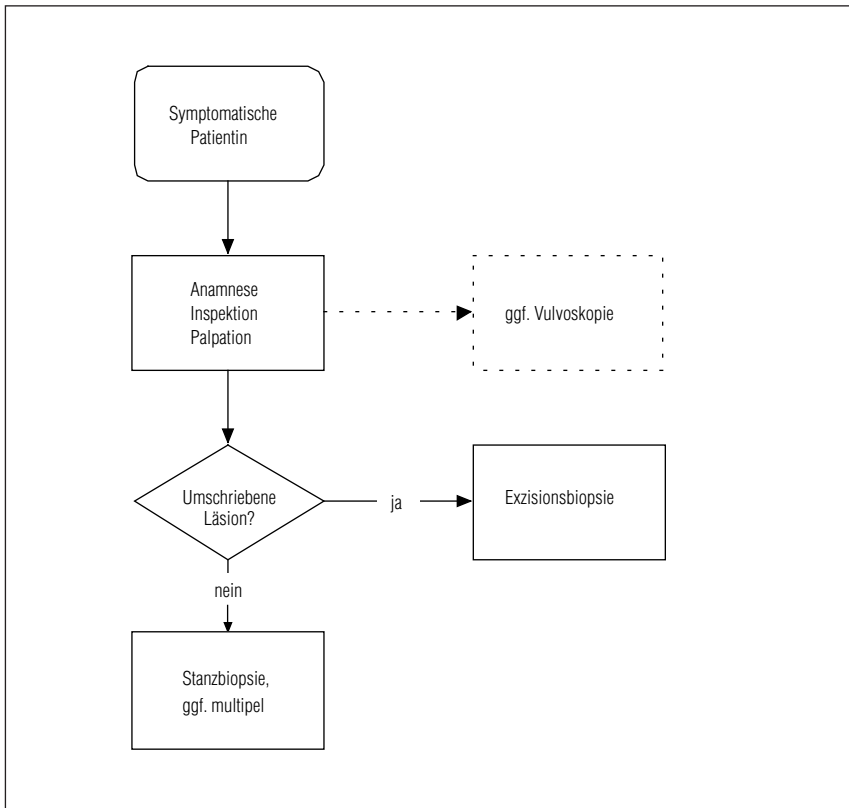 Symptomatische
Patientin
Anamnese
Inspektion
Palpation
ggf. Vulvoskopie
Umschriebene
Läsion?
ja
Exzisionsbiopsie
nein
Stanzbiopsie,
ggf. multipel